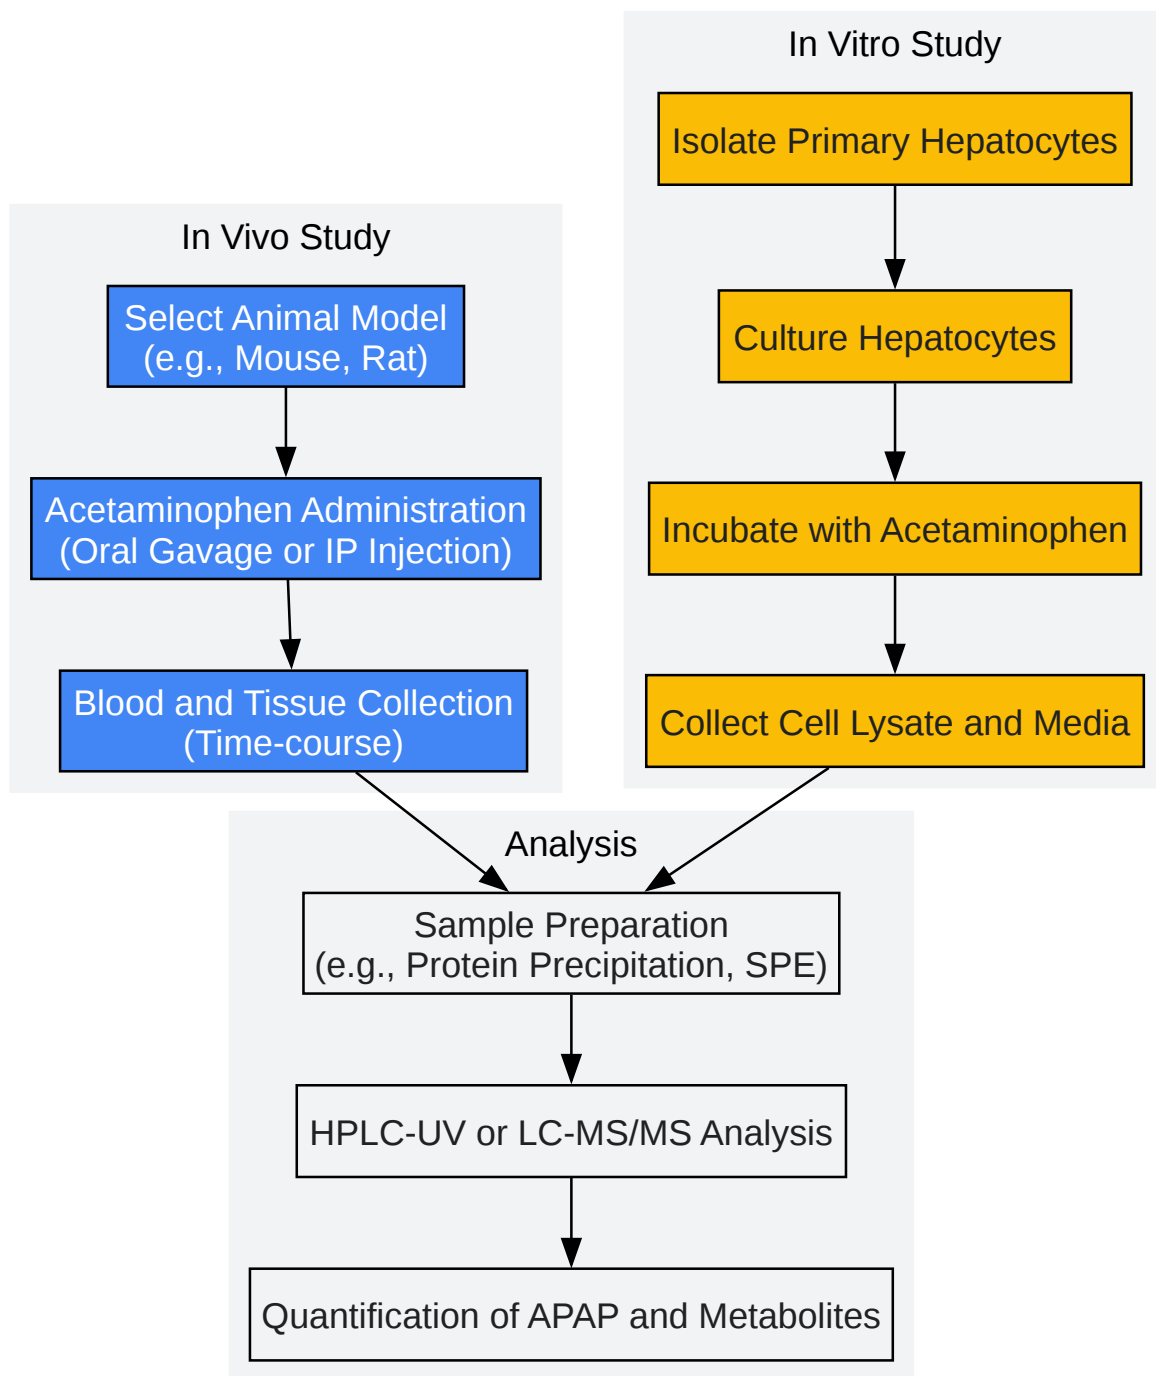 In Vitro Study
Isolate Primary Hepatocytes
Culture Hepatocytes
Incubate with Acetaminophen
Collect Cell Lysate and Media
In Vivo Study
Select Animal Model
(e.g., Mouse, Rat)
Acetaminophen Administration
(Oral Gavage or IP Injection)
Blood and Tissue Collection
(Time-course)
Analysis
Sample Preparation
(e.g., Protein Precipitation, SPE)
HPLC-UV or LC-MS/MS Analysis
Quantification of APAP and Metabolites